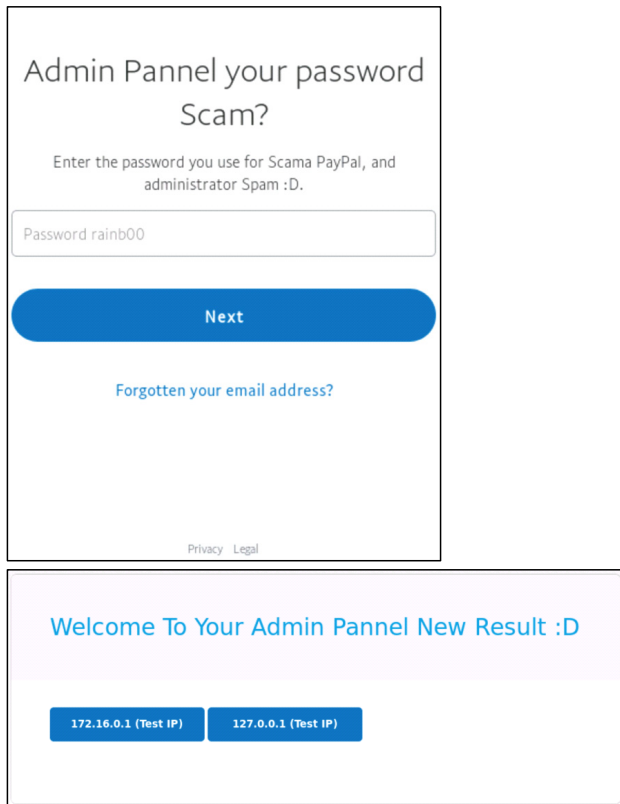 Admin Pannel your password
Scam?
Enter the password you use for Scama PayPal, and
administrator Spam :D.
Password rainb00
Next
Forgotten your email address?
Privacy Legal
Welcome To Your Admin Pannel New Result :D
172.16.0.1 (Test IP) 127.0.0.1 (Test IP)